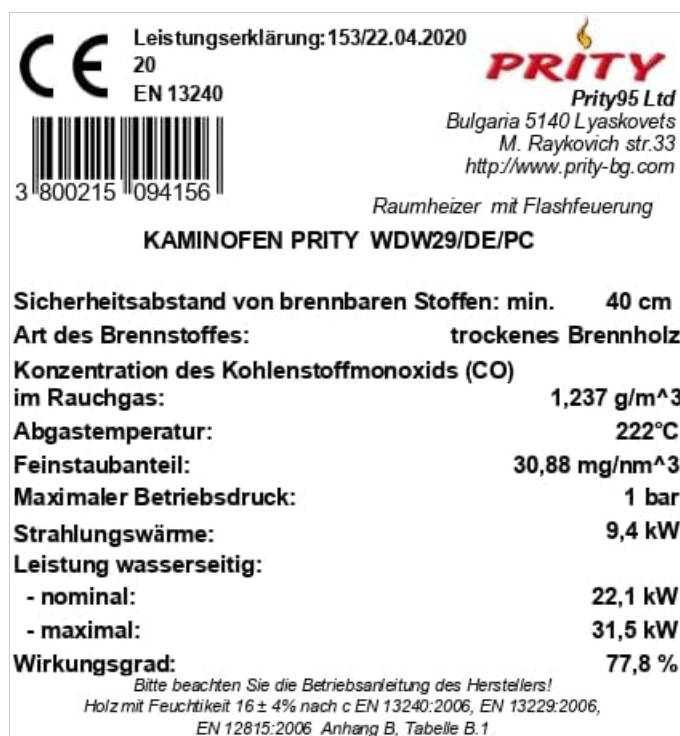 CE
Leistungserklärung:153/22.04.2020
20
EN 13240
PRITY
Prity95 Ltd
Bulgaria 5140 Lyaskovets
M. Raykovich str.33
http://www.prity-bg.com
3 800215 094156
Raumheizer mit Flashfeuerung
KAMINOFEN PRITY WDW29/DE/PC
Sicherheitsabstand von brennbaren Stoffen: min. 40 cm
Art des Brennstoffes: trockenes Brennholz
Konzentration des Kohlenstoffmonoxids (CO)
im Rauchgas: 1,237 g/m^3
Abgastemperatur: 222°C
Feinstaubanteil: 30,88 mg/nm^3
Maximaler Betriebsdruck: 1 bar
Strahlungswärme: 9,4 kW
Leistung wasserseitig:
- nominal: 22,1 kW
- maximal: 31,5 kW
Wirkungsgrad: 77,8 %
Bitte beachten Sie die Betriebsanleitung des Herstellers!
Holz mit Feuchtikeit 16 ± 4% nach c EN 13240:2006, EN 13229:2006,
EN 12815:2006 Anhang B, Tabelle B.1